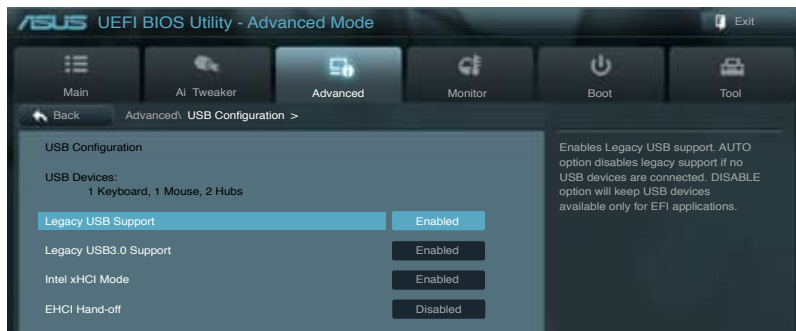 ASUS UEFI BIOS Utility - Advanced Mode
Exit
Main
Ai Tweaker
Advanced
Monitor
Boot
Tool
Back
Advanced\ USB Configuration >
USB Configuration
USB Devices:
1 Keyboard, 1 Mouse, 2 Hubs
Legacy USB Support Enabled
Legacy USB3.0 Support Enabled
Intel xHCI Mode Enabled
EHCI Hand-off Disabled
Enables Legacy USB support. AUTO
option disables legacy support if no
USB devices are connected. DISABLE
option will keep USB devices
available only for EFI applications.